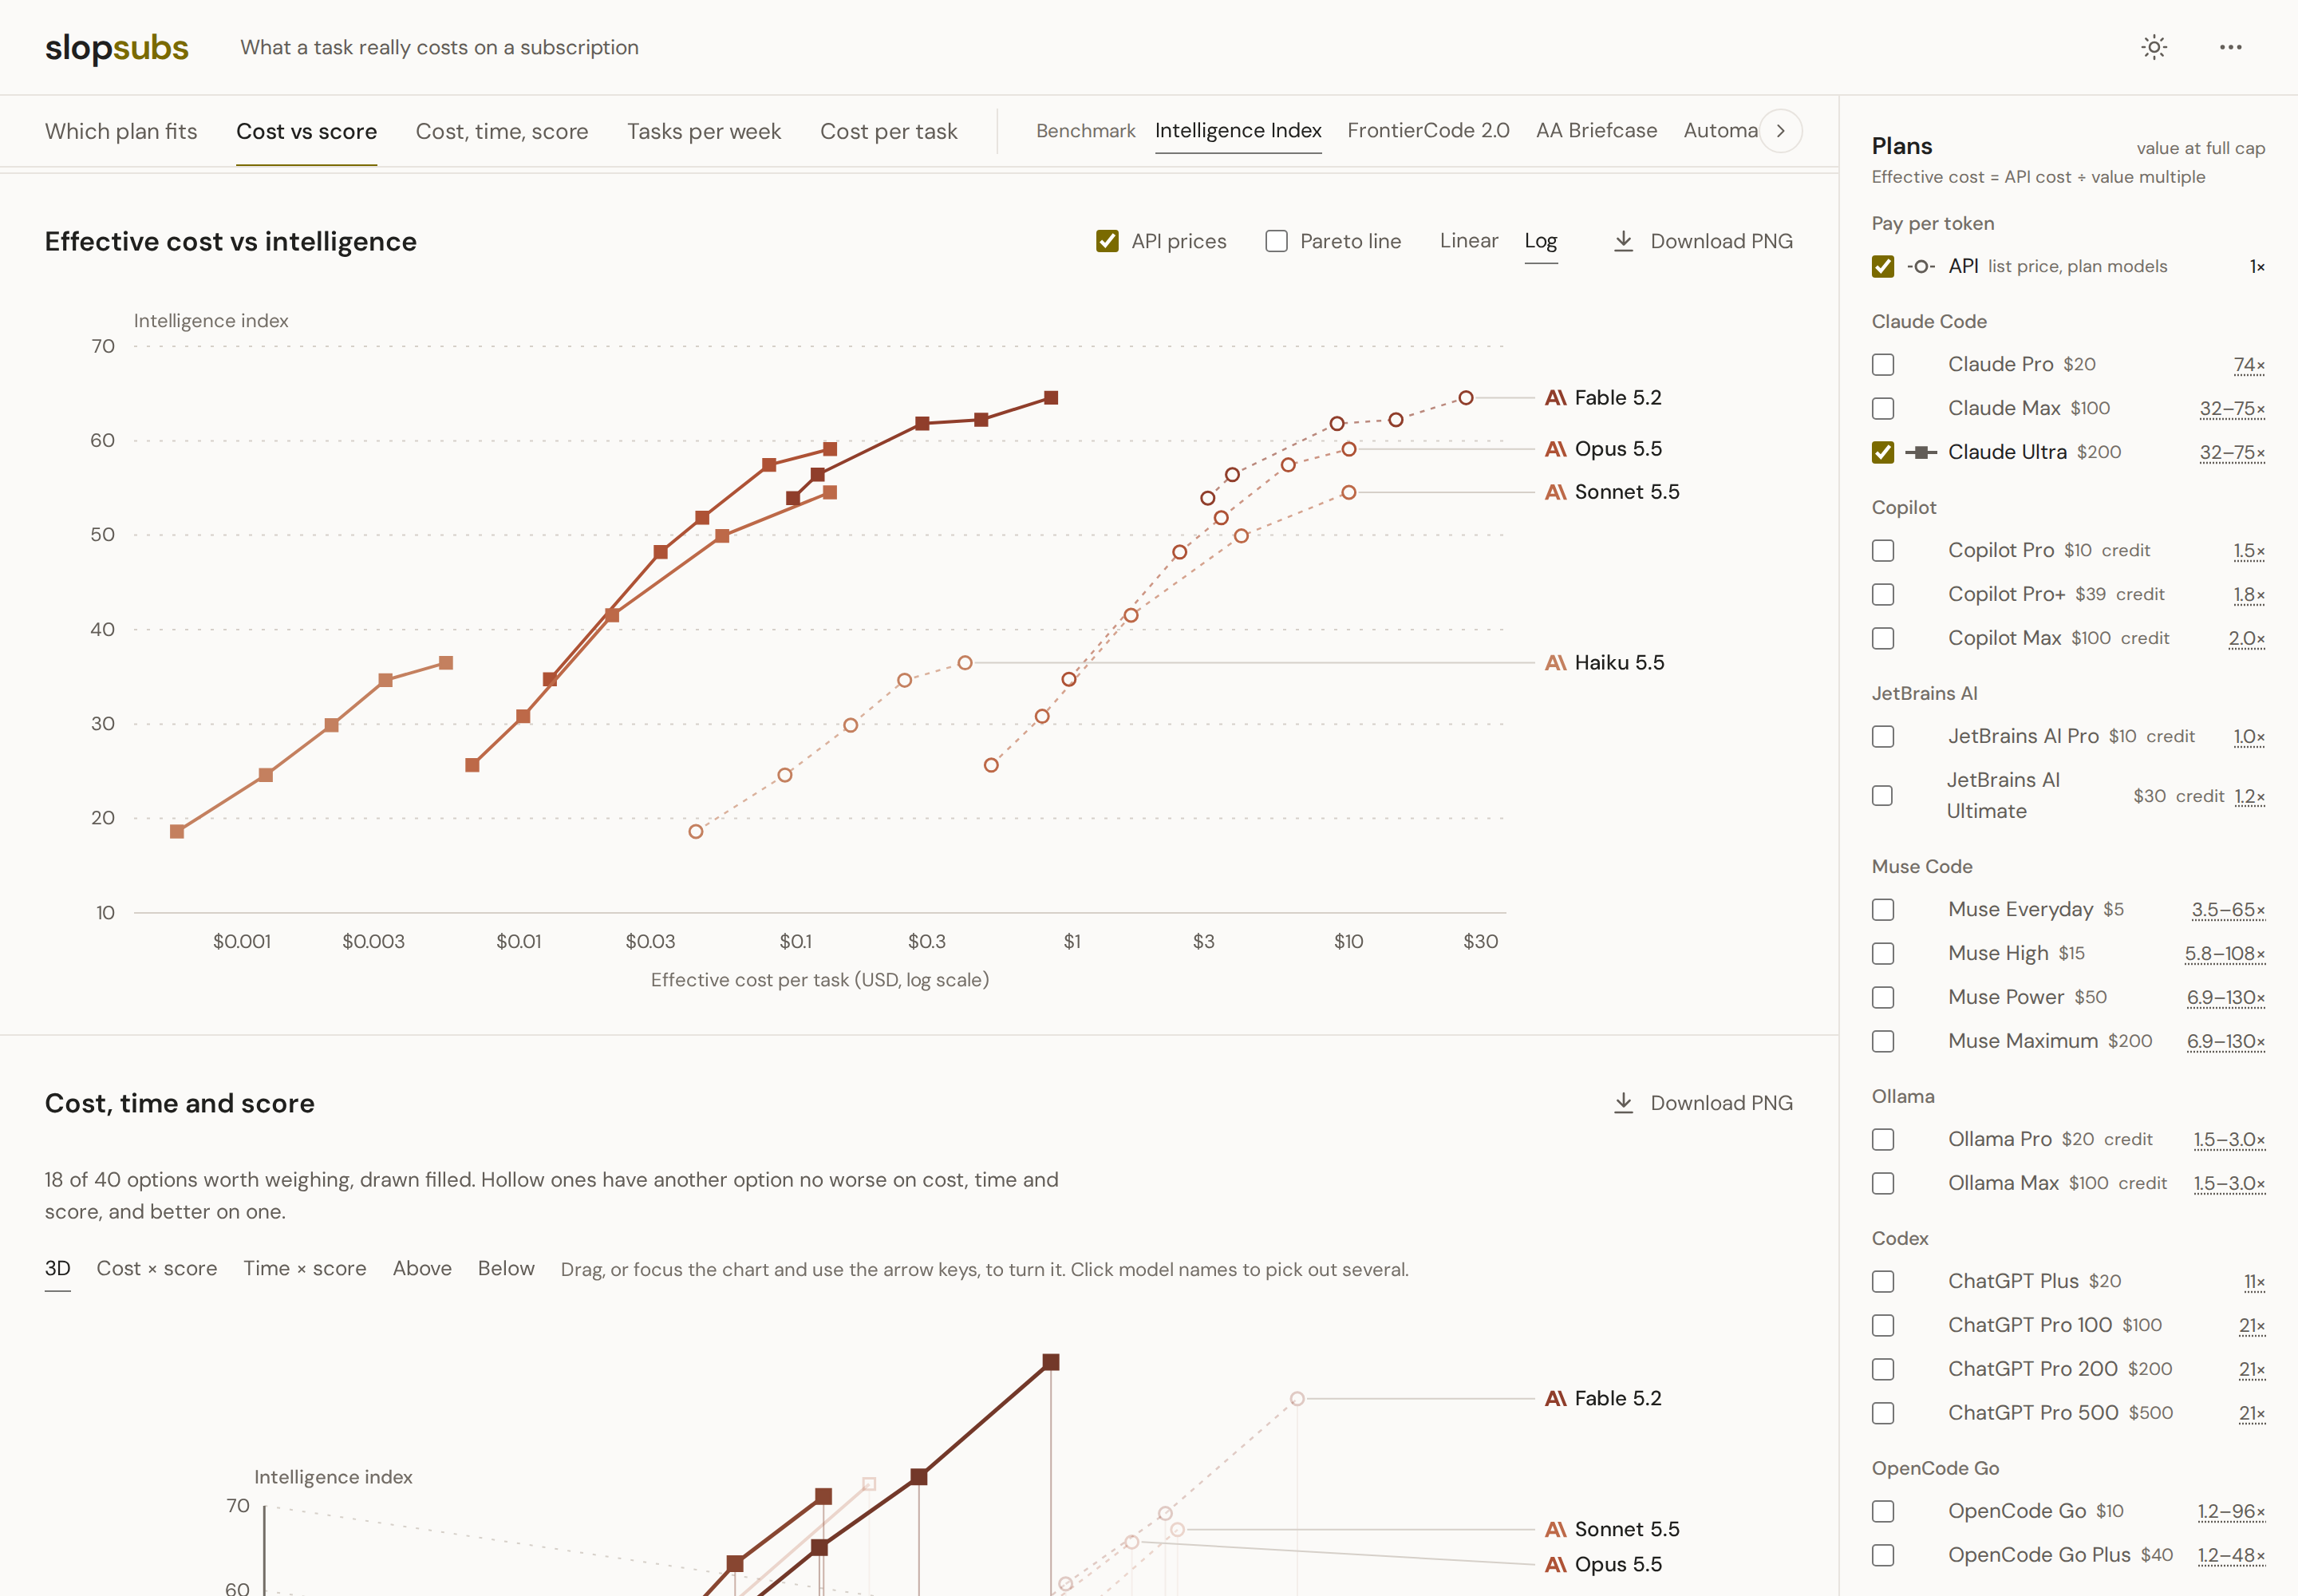 slopsubs
What a task really costs on a subscription
Which plan fits
Cost vs score
Cost, time, score
Tasks per week
Cost per task
Benchmark
Intelligence Index
FrontierCode 2.0
AA Briefcase
Automa
Effective cost vs intelligence
API prices
Pareto line
Linear
Log
Download PNG
Intelligence index
70
60
50
40
30
20
10
$0.001
$0.003
$0.01
$0.03
$0.1
$0.3
$1
$3
$10
$30
Effective cost per task (USD, log scale)
Fable 5.2
Opus 5.5
Sonnet 5.5
Haiku 5.5
Cost, time and score
Download PNG
18 of 40 options worth weighing, drawn filled. Hollow ones have another option no worse on cost, time and
score, and better on one.
3D
Cost × score
Time × score
Above
Below
Drag, or focus the chart and use the arrow keys, to turn it. Click model names to pick out several.
Intelligence index
70
60
Fable 5.2
Sonnet 5.5
Opus 5.5
Plans
value at full cap
Effective cost = API cost ÷ value multiple
Pay per token
API list price, plan models 1×
Claude Code
Claude Pro $20 74×
Claude Max $100 32–75×
Claude Ultra $200 32–75×
Copilot
Copilot Pro $10 credit 1.5×
Copilot Pro+ $39 credit 1.8×
Copilot Max $100 credit 2.0×
JetBrains AI
JetBrains AI Pro $10 credit 1.0×
JetBrains AI
Ultimate
$30 credit 1.2×
Muse Code
Muse Everyday $5 3.5–65×
Muse High $15 5.8–108×
Muse Power $50 6.9–130×
Muse Maximum $200 6.9–130×
Ollama
Ollama Pro $20 credit 1.5–3.0×
Ollama Max $100 credit 1.5–3.0×
Codex
ChatGPT Plus $20 11×
ChatGPT Pro 100 $100 21×
ChatGPT Pro 200 $200 21×
ChatGPT Pro 500 $500 21×
OpenCode Go
OpenCode Go $10 1.2–96×
OpenCode Go Plus $40 1.2–48×